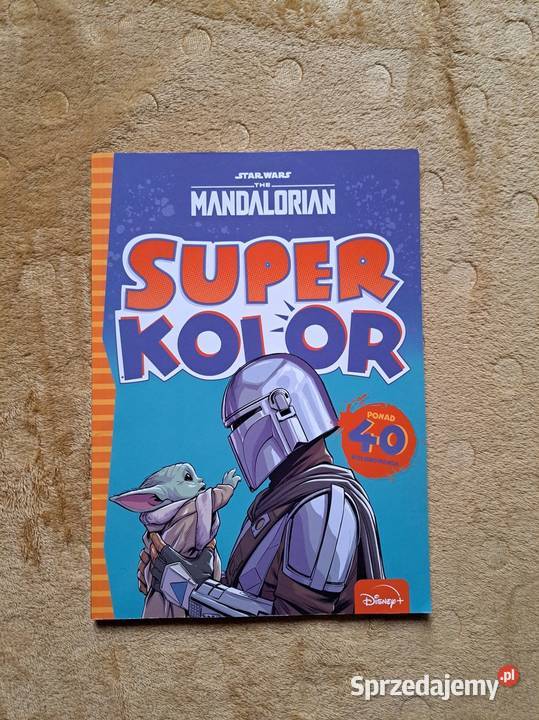 STAR WARS
THE
MANDALORIAN
SUPER
KOLOR
PONAD
40
Disney+
Sprzedajemy.pl